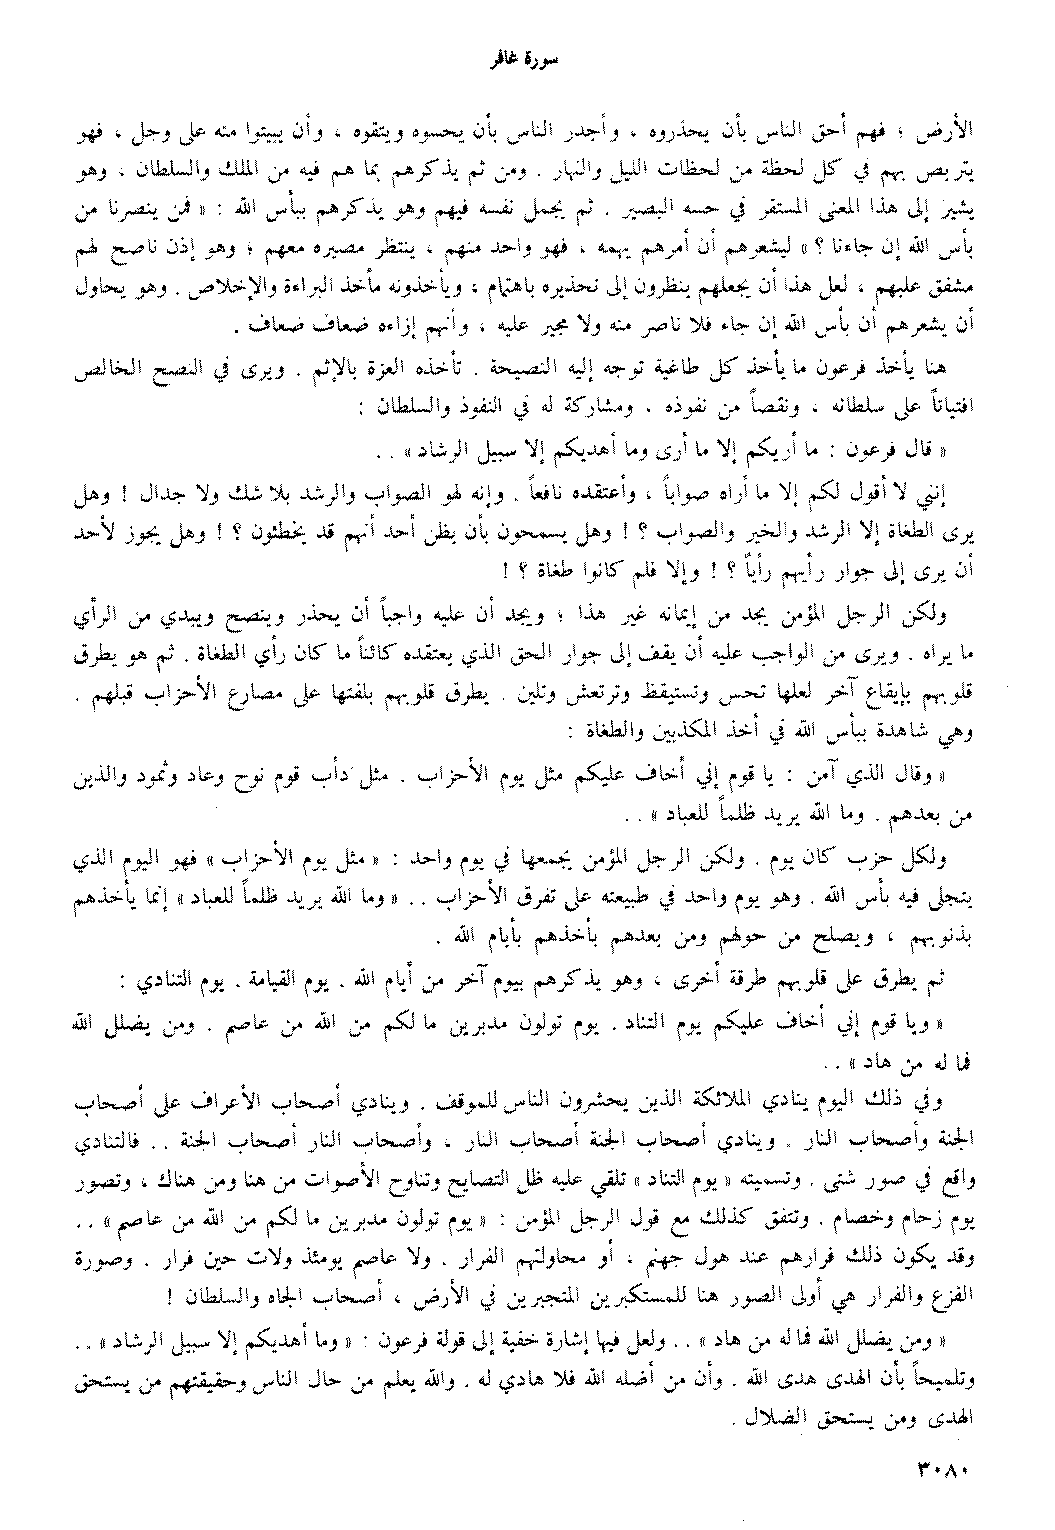 سورة غافر
الأرض ؛ فهم أحق الناس بأن يحذروه ، وأجدر الناس بأن يحسوه ويتقوه ، وأن يبيتوا منه على وجل ، فهو
يتربص بهم في كل لحظة من لحظات الليل والنهار . ومن ثم يذكرهم بما هم فيه من الملك والسلطان ، وهو
يشير إلى هذا المعنى المستقر في حسه البصير . ثم يجمل نفسه فيهم وهو يذكرهم ببأس الله : « فمن ينصرنا من
بأس الله إن جاءنا ؟ » ليشعرهم أن أمرهم يهمه ، فهو واحد منهم ، ينتظر مصيره معهم ؛ وهو إذن ناصح لهم
مشفق عليهم ، لعل هذا أن يجعلهم ينظرون إلى تحذيره باهتمام ، ويأخذونه مأخذ البراءة والإخلاص . وهو يحاول
أن يشعرهم أن بأس الله إن جاء فلا ناصر منه ولا مجير عليه ، وأنهم إزاءه ضعاف ضعاف .
هنا يأخذ فرعون ما يأخذ كل طاغية توجه إليه النصيحة . تأخذه العزة بالإثم . ويرى في النصح الخالص
افتياتاً على سلطانه ، ونقصاً من نفوذه ، ومشاركة له في النفوذ والسلطان :
« قال فرعون : ما أريكم إلا ما أرى وما أهديكم إلا سبيل الرشاد » . .
إنني لا أقول لكم إلا ما أراه صواباً ، وأعتقده نافعاً . وإنه لهو الصواب والرشد بلا شك ولا جدال ! وهل
يرى الطغاة إلا الرشد والخير والصواب ؟ ! وهل يسمحون بأن يظن أحد أنهم قد يخطئون ؟ ! وهل يجوز لأحد
أن يرى إلى جوار رأيهم رأياً ؟ ! وإلا فلم كانوا طغاة ؟ !
ولكن الرجل المؤمن يجد من إيمانه غير هذا ؛ ويجد أن عليه واجباً أن يحذر وينصح ويبدي من الرأي
ما يراه . ويرى من الواجب عليه أن يقف إلى جوار الحق الذي يعتقده كائناً ما كان رأي الطغاة . ثم هو يطرق
قلوبهم بإيقاع آخر لعلها تحس وتستيقظ وترتعش وتلين . يطرق قلوبهم بلفتها على مصارع الأحزاب قبلهم .
وهي شاهدة ببأس الله في أخذ المكذبين والطغاة :
« وقال الذي آمن : يا قوم إني أخاف عليكم مثل يوم الأحزاب . مثل دأب قوم نوح وعاد وثمود والذين
من بعدهم . وما الله يريد ظلماً للعباد » . .
ولكل حزب كان يوم . ولكن الرجل المؤمن يجمعها في يوم واحد : « مثل يوم الأحزاب » فهو اليوم الذي
يتجلى فيه بأس الله . وهو يوم واحد في طبيعته على تفرق الأحزاب . . « وما الله يريد ظلماً للعباد » إنما يأخذهم
بذنوبهم ، ويصلح من حولهم ومن بعدهم بأخذهم بأيام الله .
ثم يطرق على قلوبهم طرقة أخرى ، وهو يذكرهم بيوم آخر من أيام الله . يوم القيامة . يوم التنادي :
« ويا قوم إني أخاف عليكم يوم التناد . يوم تولون مدبرين ما لكم من الله من عاصم . ومن يضلل الله
فما له من هاد » . .
وفي ذلك اليوم ينادي الملائكة الذين يحشرون الناس للموقف . وينادي أصحاب الأعراف على أصحاب
الجنة وأصحاب النار . وينادي أصحاب الجنة أصحاب النار ، وأصحاب النار أصحاب الجنة . . فالتنادي
واقع في صور شتى . وتسميته « يوم التناد » تلقي عليه ظل التصايح وتناوح الأصوات من هنا ومن هناك ، وتصور
يوم زحام وخصام . وتتفق كذلك مع قول الرجل المؤمن : « يوم تولون مدبرين ما لكم من الله من عاصم » . .
وقد يكون ذلك فرارهم عند هول جهنم ، أو محاولتهم الفرار . ولا عاصم يومئذ ولات حين فرار . وصورة
الفزع والفرار هي أولى الصور هنا للمستكبرين المتجبرين في الأرض ، أصحاب الجاه والسلطان !
« ومن يضلل الله فما له من هاد » . . ولعل فيها إشارة خفية إلى قولة فرعون : « وما أهديكم إلا سبيل الرشاد » . .
وتلميحاً بأن الهدى هدى الله . وأن من أضله الله فلا هادي له . والله يعلم من حال الناس وحقيقتهم من يستحق
الهدى ومن يستحق الضلال .
٣٠٨٠